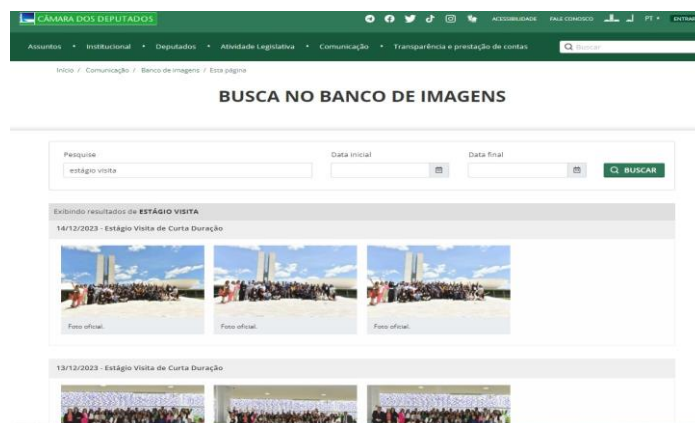 CÂMARA DOS DEPUTADOS
ACESSIBILIDADE FALE CONOSCO PT ENTRAR
Assuntos • Institucional • Deputados • Atividade Legislativa • Comunicação • Transparência e prestação de contas Buscar
Início / Comunicação / Banco de imagens / Esta página
BUSCA NO BANCO DE IMAGENS
Pesquise Data inicial Data final
estágio visita BUSCAR
Exibindo resultados de ESTÁGIO VISITA
14/12/2023 - Estágio Visita de Curta Duração
Foto oficial. Foto oficial. Foto oficial.
13/12/2023 - Estágio Visita de Curta Duração